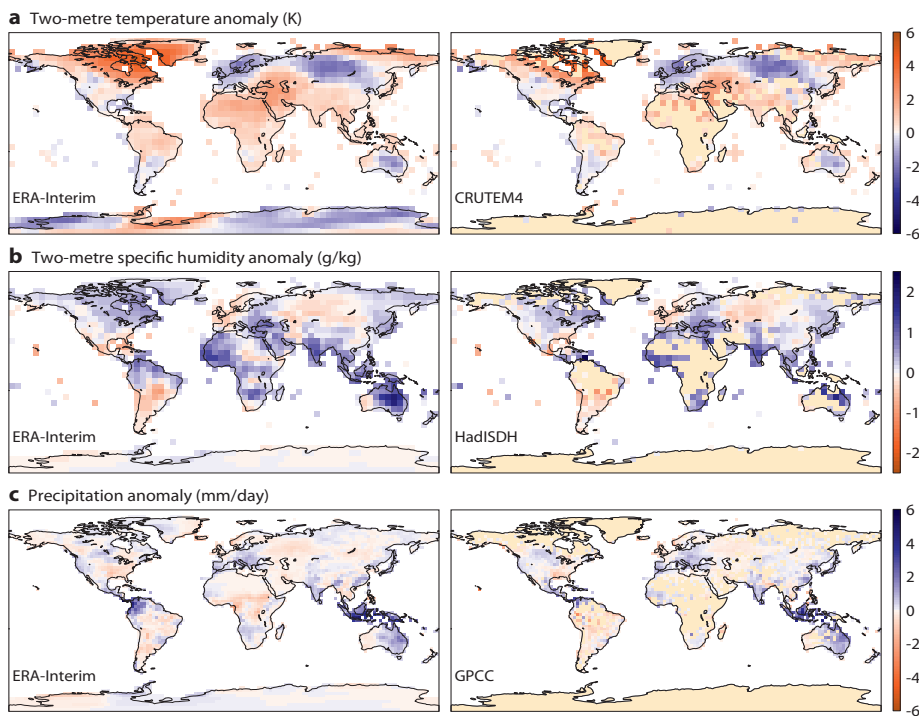 a Two-metre temperature anomaly (K)
ERA-Interim
CRUTEM4
6
4
2
0
-2
-4
-6
b Two-metre specific humidity anomaly (g/kg)
ERA-Interim
HadISDH
2
1
0
-1
-2
c Precipitation anomaly (mm/day)
ERA-Interim
GPCC
6
4
2
0
-2
-4
-6